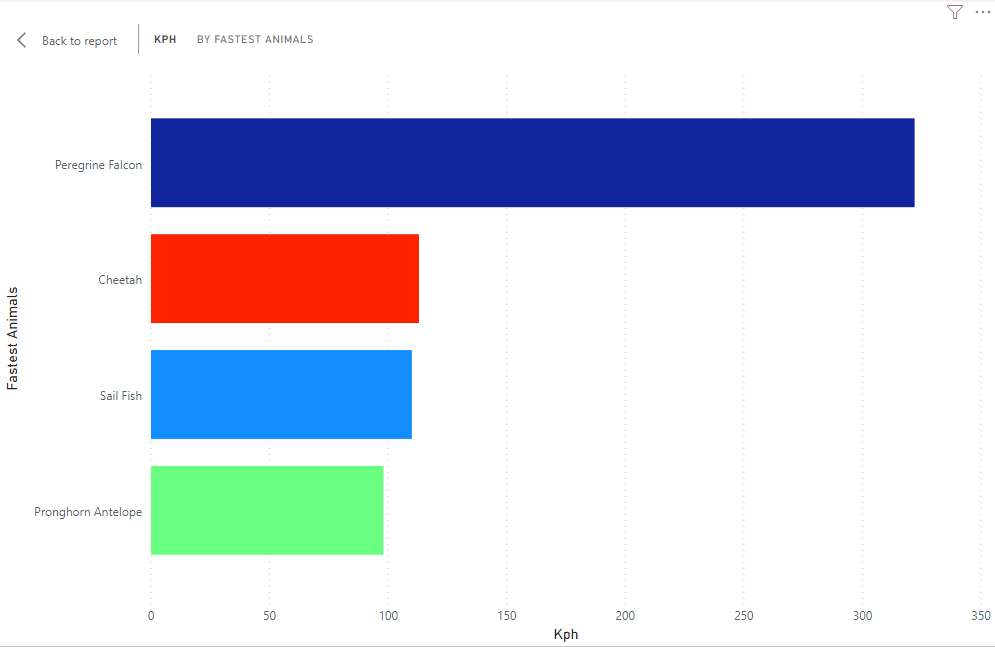 Back to report
KPH BY FASTEST ANIMALS
Fastest Animals
Peregrine Falcon
Cheetah
Sail Fish
Pronghorn Antelope
0 50 100 150 200 250 300 350
Kph